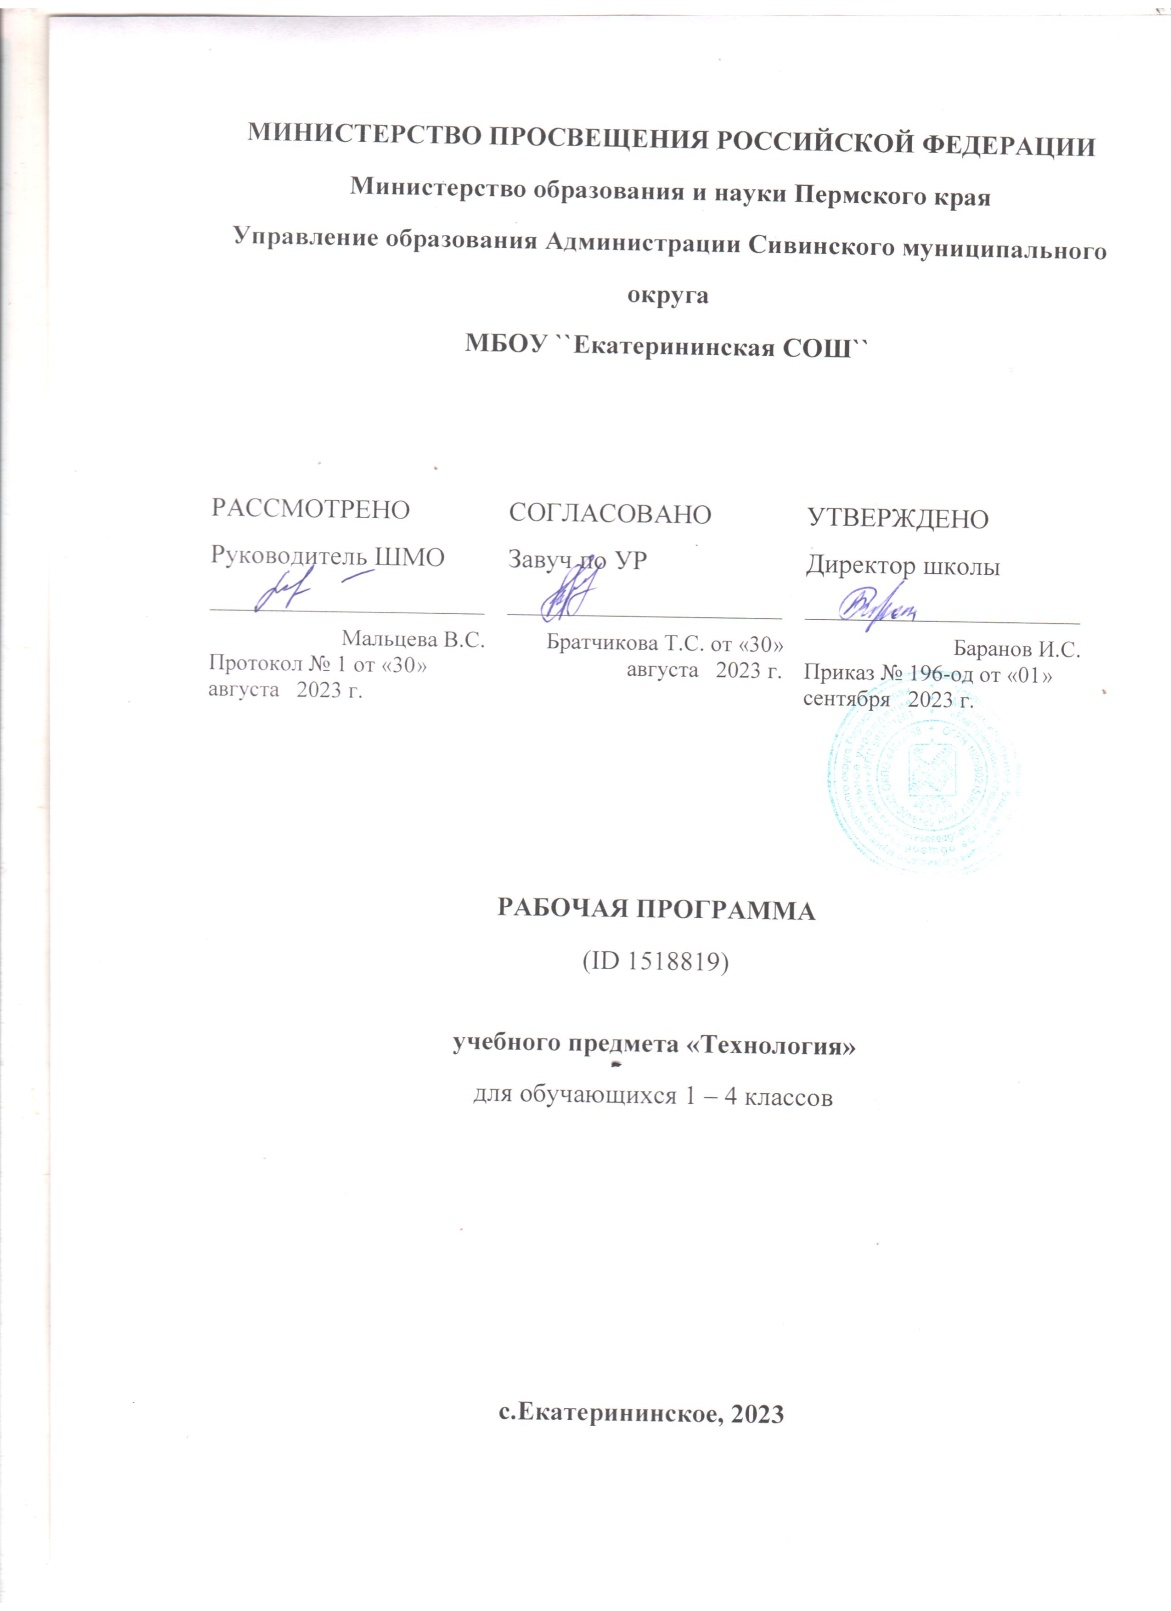 МИНИСТЕРСТВО ПРОСВЕЩЕНИЯ РОССИЙСКОЙ ФЕДЕРАЦИИ
Министерство образования и науки Пермского края
Управление образования Администрации Сивинского муниципального
округа
МБОУ ``Екатерининская СОШ``
РАССМОТРЕНО
Руководитель ШМО
Мальцева В.С.
Протокол № 1 от «30»
августа 2023 г.
СОГЛАСОВАНО
Завуч по УР
Братчикова Т.С. от «30»
августа 2023 г.
УТВЕРЖДЕНО
Директор школы
Баранов И.С.
Приказ № 196-од от «01»
сентября 2023 г.
РАБОЧАЯ ПРОГРАММА
(ID 1518819)
учебного предмета «Технология»
для обучающихся 1 – 4 классов
с.Екатерининское, 2023